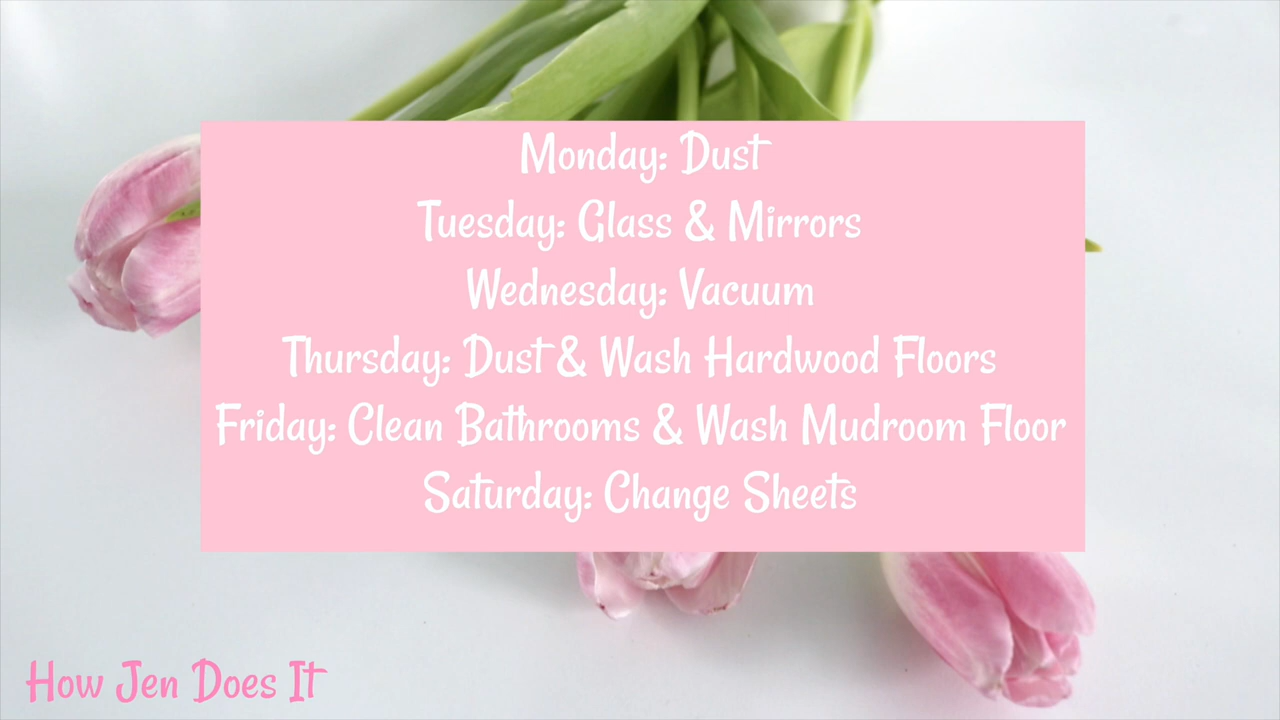 Monday: Dust
Tuesday: Glass & Mirrors
Wednesday: Vacuum
Thursday: Dust & Wash Hardwood Floors
Friday: Clean Bathrooms & Wash Mudroom Floor
Saturday: Change Sheets
How Jen Does It